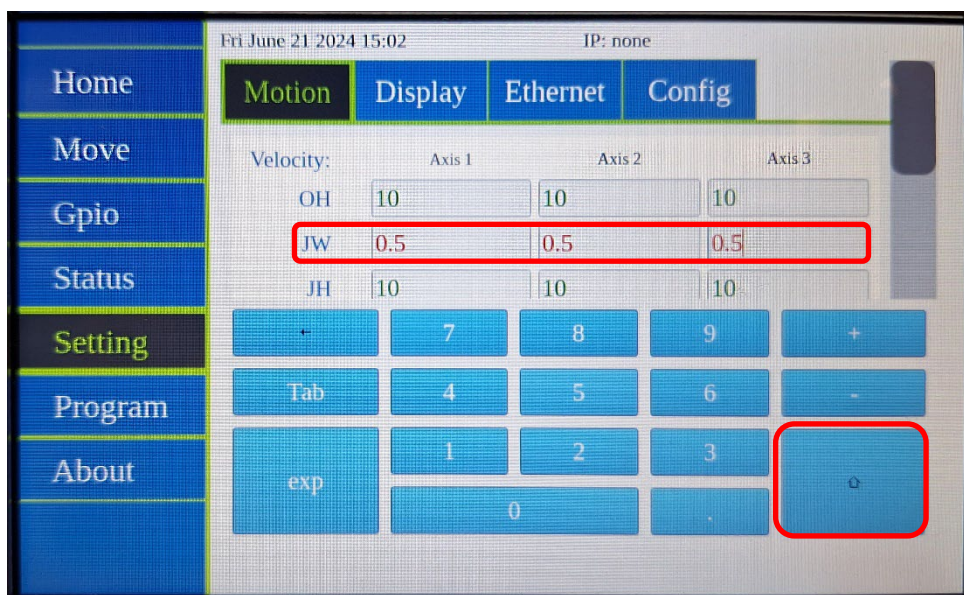 Fri June 21 2024 15:02 IP: none
Home
Move
Gpio
Status
Setting
Program
About
Motion Display Ethernet Config
Velocity: Axis 1 Axis 2 Axis 3
OH 10 10 10
JW 0.5 0.5 0.5
JH 10 10 10
← 7 8 9 +
Tab 4 5 6 -
exp 1 2 3
0 .